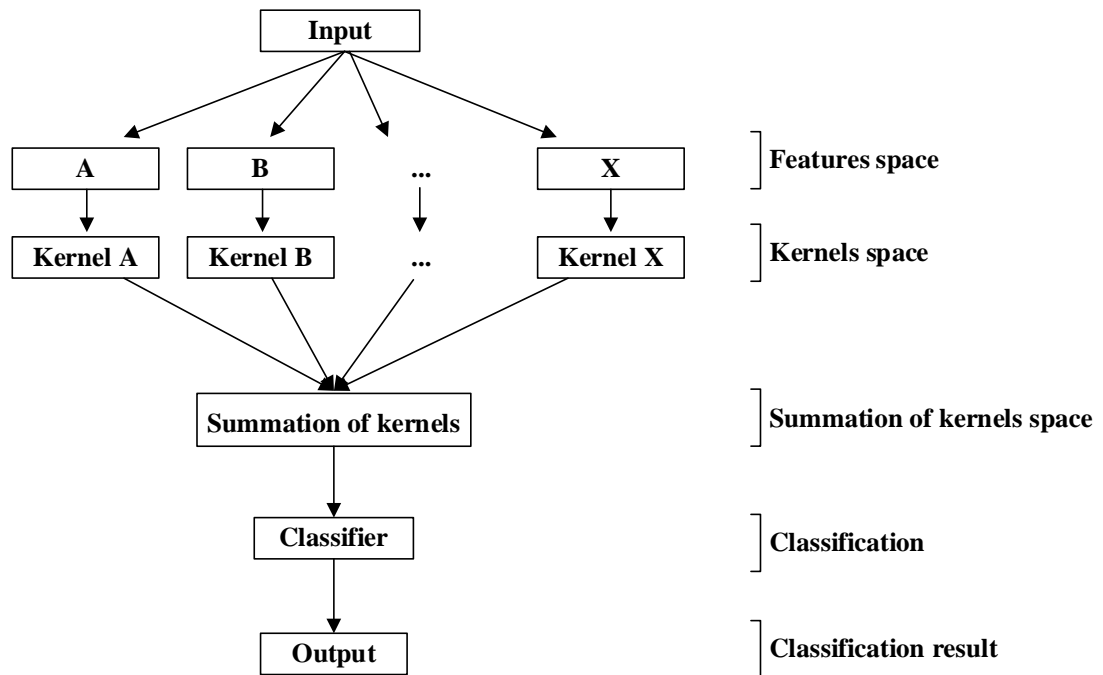 Input
A B ... X Features space
Kernel A Kernel B ... Kernel X Kernels space
Summation of kernels Summation of kernels space
Classifier Classification
Output Classification result